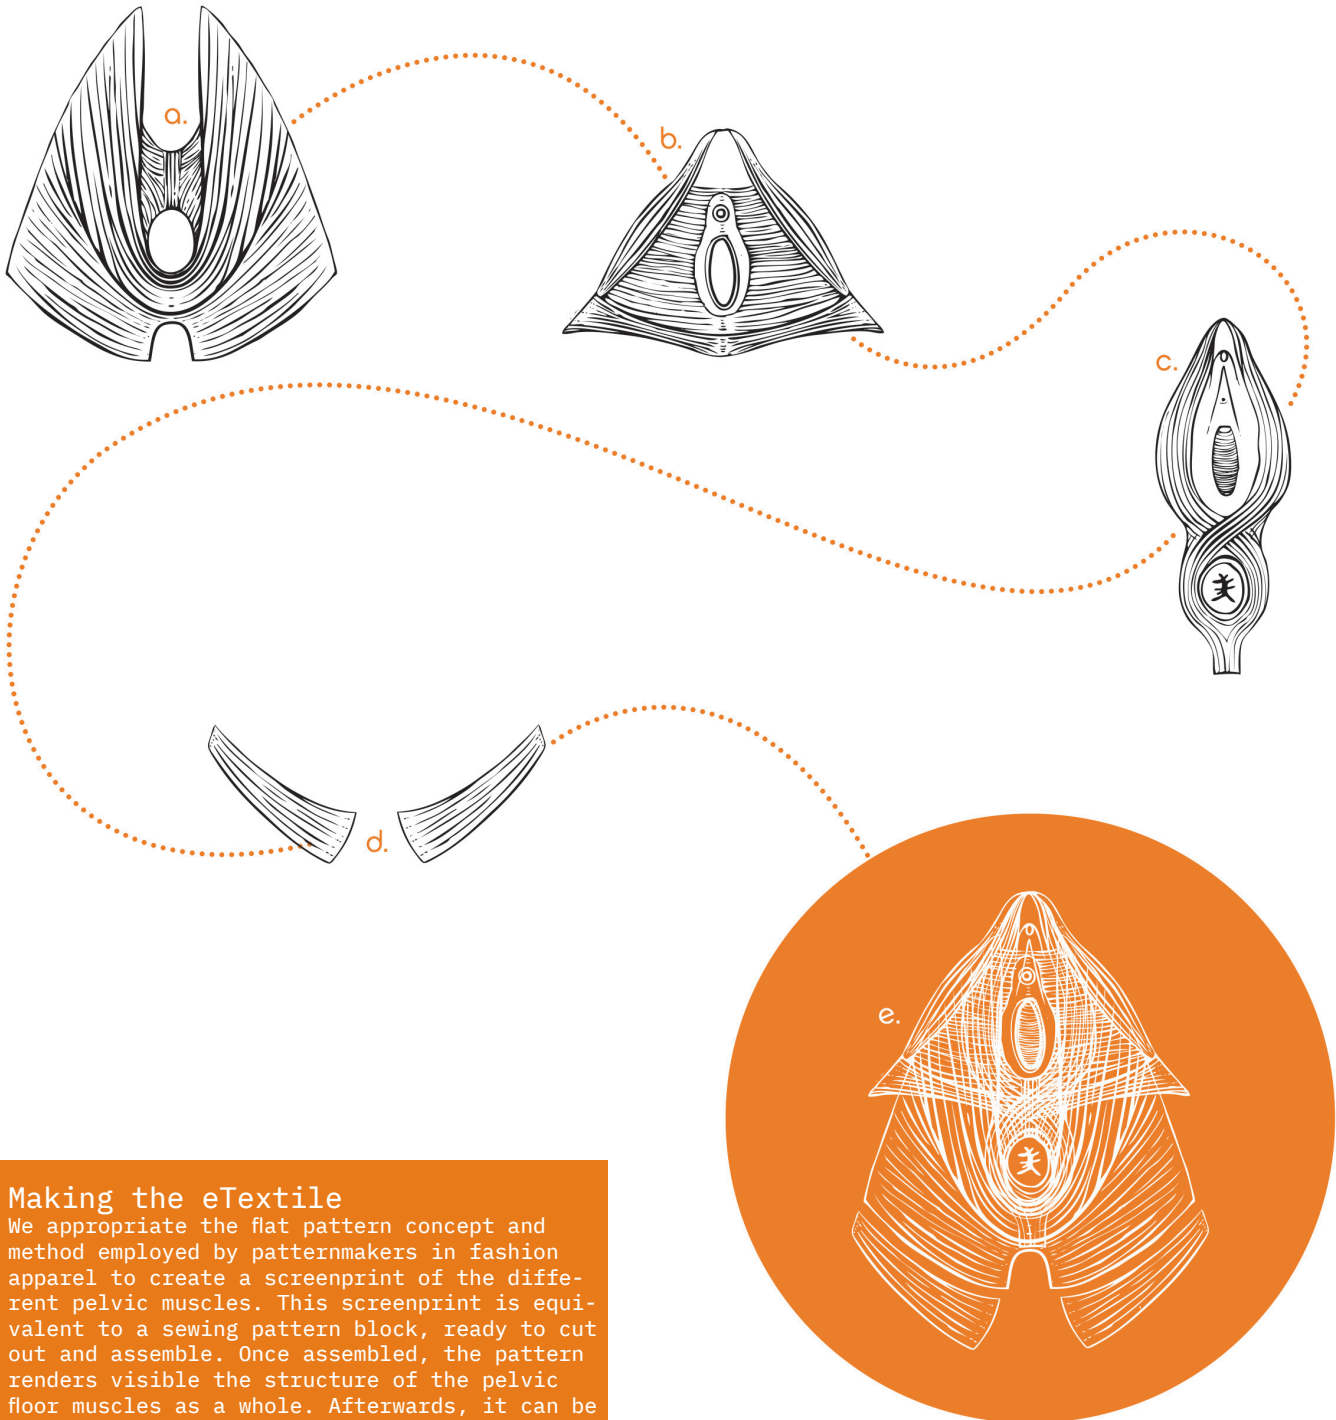 a.
b.
c.
d.
e.
Making the eTextile
We appropriate the flat pattern concept and
method employed by patternmakers in fashion
apparel to create a screenprint of the diffe-
rent pelvic muscles. This screenprint is equi-
valent to a sewing pattern block, ready to cut
out and assemble. Once assembled, the pattern
renders visible the structure of the pelvic
floor muscles as a whole. Afterwards, it can be